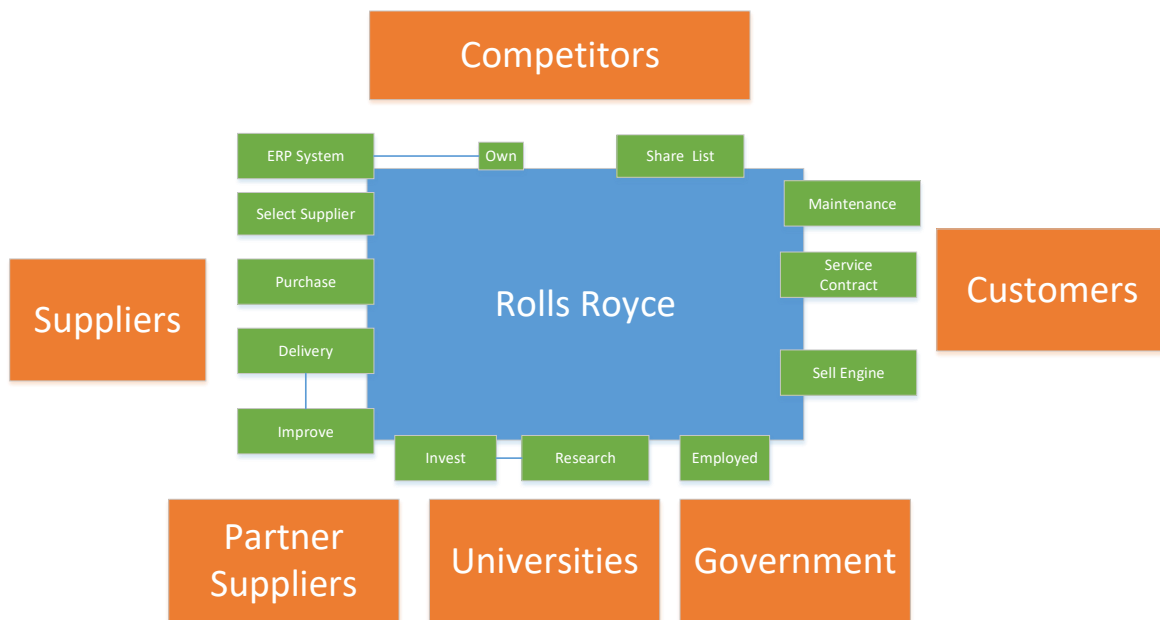 Competitors
ERP System
Own
Share List
Select Supplier
Maintenance
Purchase
Service
Contract
Suppliers
Rolls Royce
Customers
Delivery
Sell Engine
Improve
Invest
Research
Employed
Partner
Suppliers
Universities
Government